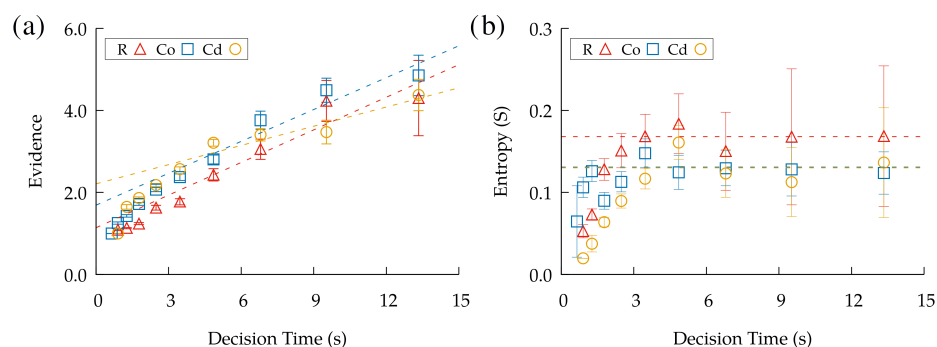 (a)
6.0
4.0
2.0
0.0
Evidence
R Co Cd
0 3 6 9 12 15
Decision Time (s)
(b)
0.3
0.2
0.1
0.0
Entropy (S)
R Co Cd
0 3 6 9 12 15
Decision Time (s)